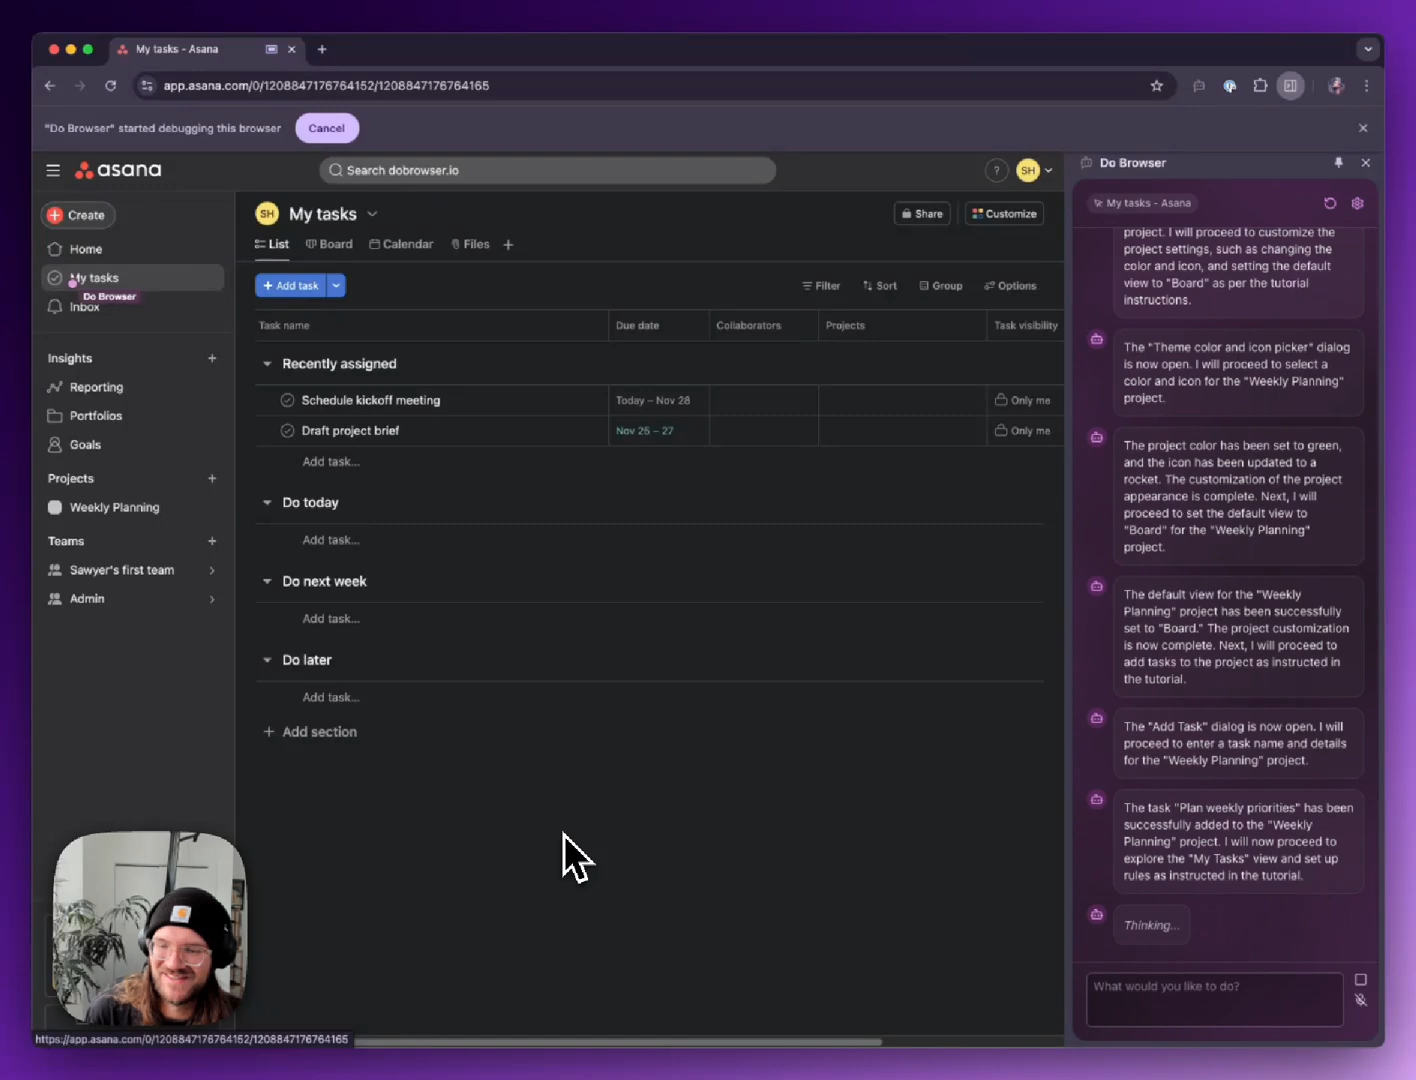 My tasks - Asana
app.asana.com/0/1208847176764152/1208847176764165
"Do Browser" started debugging this browser
Cancel
asana
Search dobrowser.io
?
SH
Create
Home
My tasks
Do Browser
Inbox
Insights
Reporting
Portfolios
Goals
Projects
Weekly Planning
Teams
Sawyer's first team
Admin
SH
My tasks
Share
Customize
List
Board
Calendar
Files
+ Add task
Filter
Sort
Group
Options
Task name
Due date
Collaborators
Projects
Task visibility
Recently assigned
Schedule kickoff meeting
Today – Nov 28
Only me
Draft project brief
Nov 25 – 27
Only me
Add task...
Do today
Add task...
Do next week
Add task...
Do later
Add task...
+ Add section
https://app.asana.com/0/1208847176764152/1208847176764165
Do Browser
My tasks - Asana
project. I will proceed to customize the
project settings, such as changing the
color and icon, and setting the default
view to "Board" as per the tutorial
instructions.
The "Theme color and icon picker" dialog
is now open. I will proceed to select a
color and icon for the "Weekly Planning"
project.
The project color has been set to green,
and the icon has been updated to a
rocket. The customization of the project
appearance is complete. Next, I will
proceed to set the default view to
"Board" for the "Weekly Planning"
project.
The default view for the "Weekly
Planning" project has been successfully
set to "Board." The project customization
is now complete. Next, I will proceed to
add tasks to the project as instructed in
the tutorial.
The "Add Task" dialog is now open. I will
proceed to enter a task name and details
for the "Weekly Planning" project.
The task "Plan weekly priorities" has been
successfully added to the "Weekly
Planning" project. I will now proceed to
explore the "My Tasks" view and set up
rules as instructed in the tutorial.
Thinking...
What would you like to do?